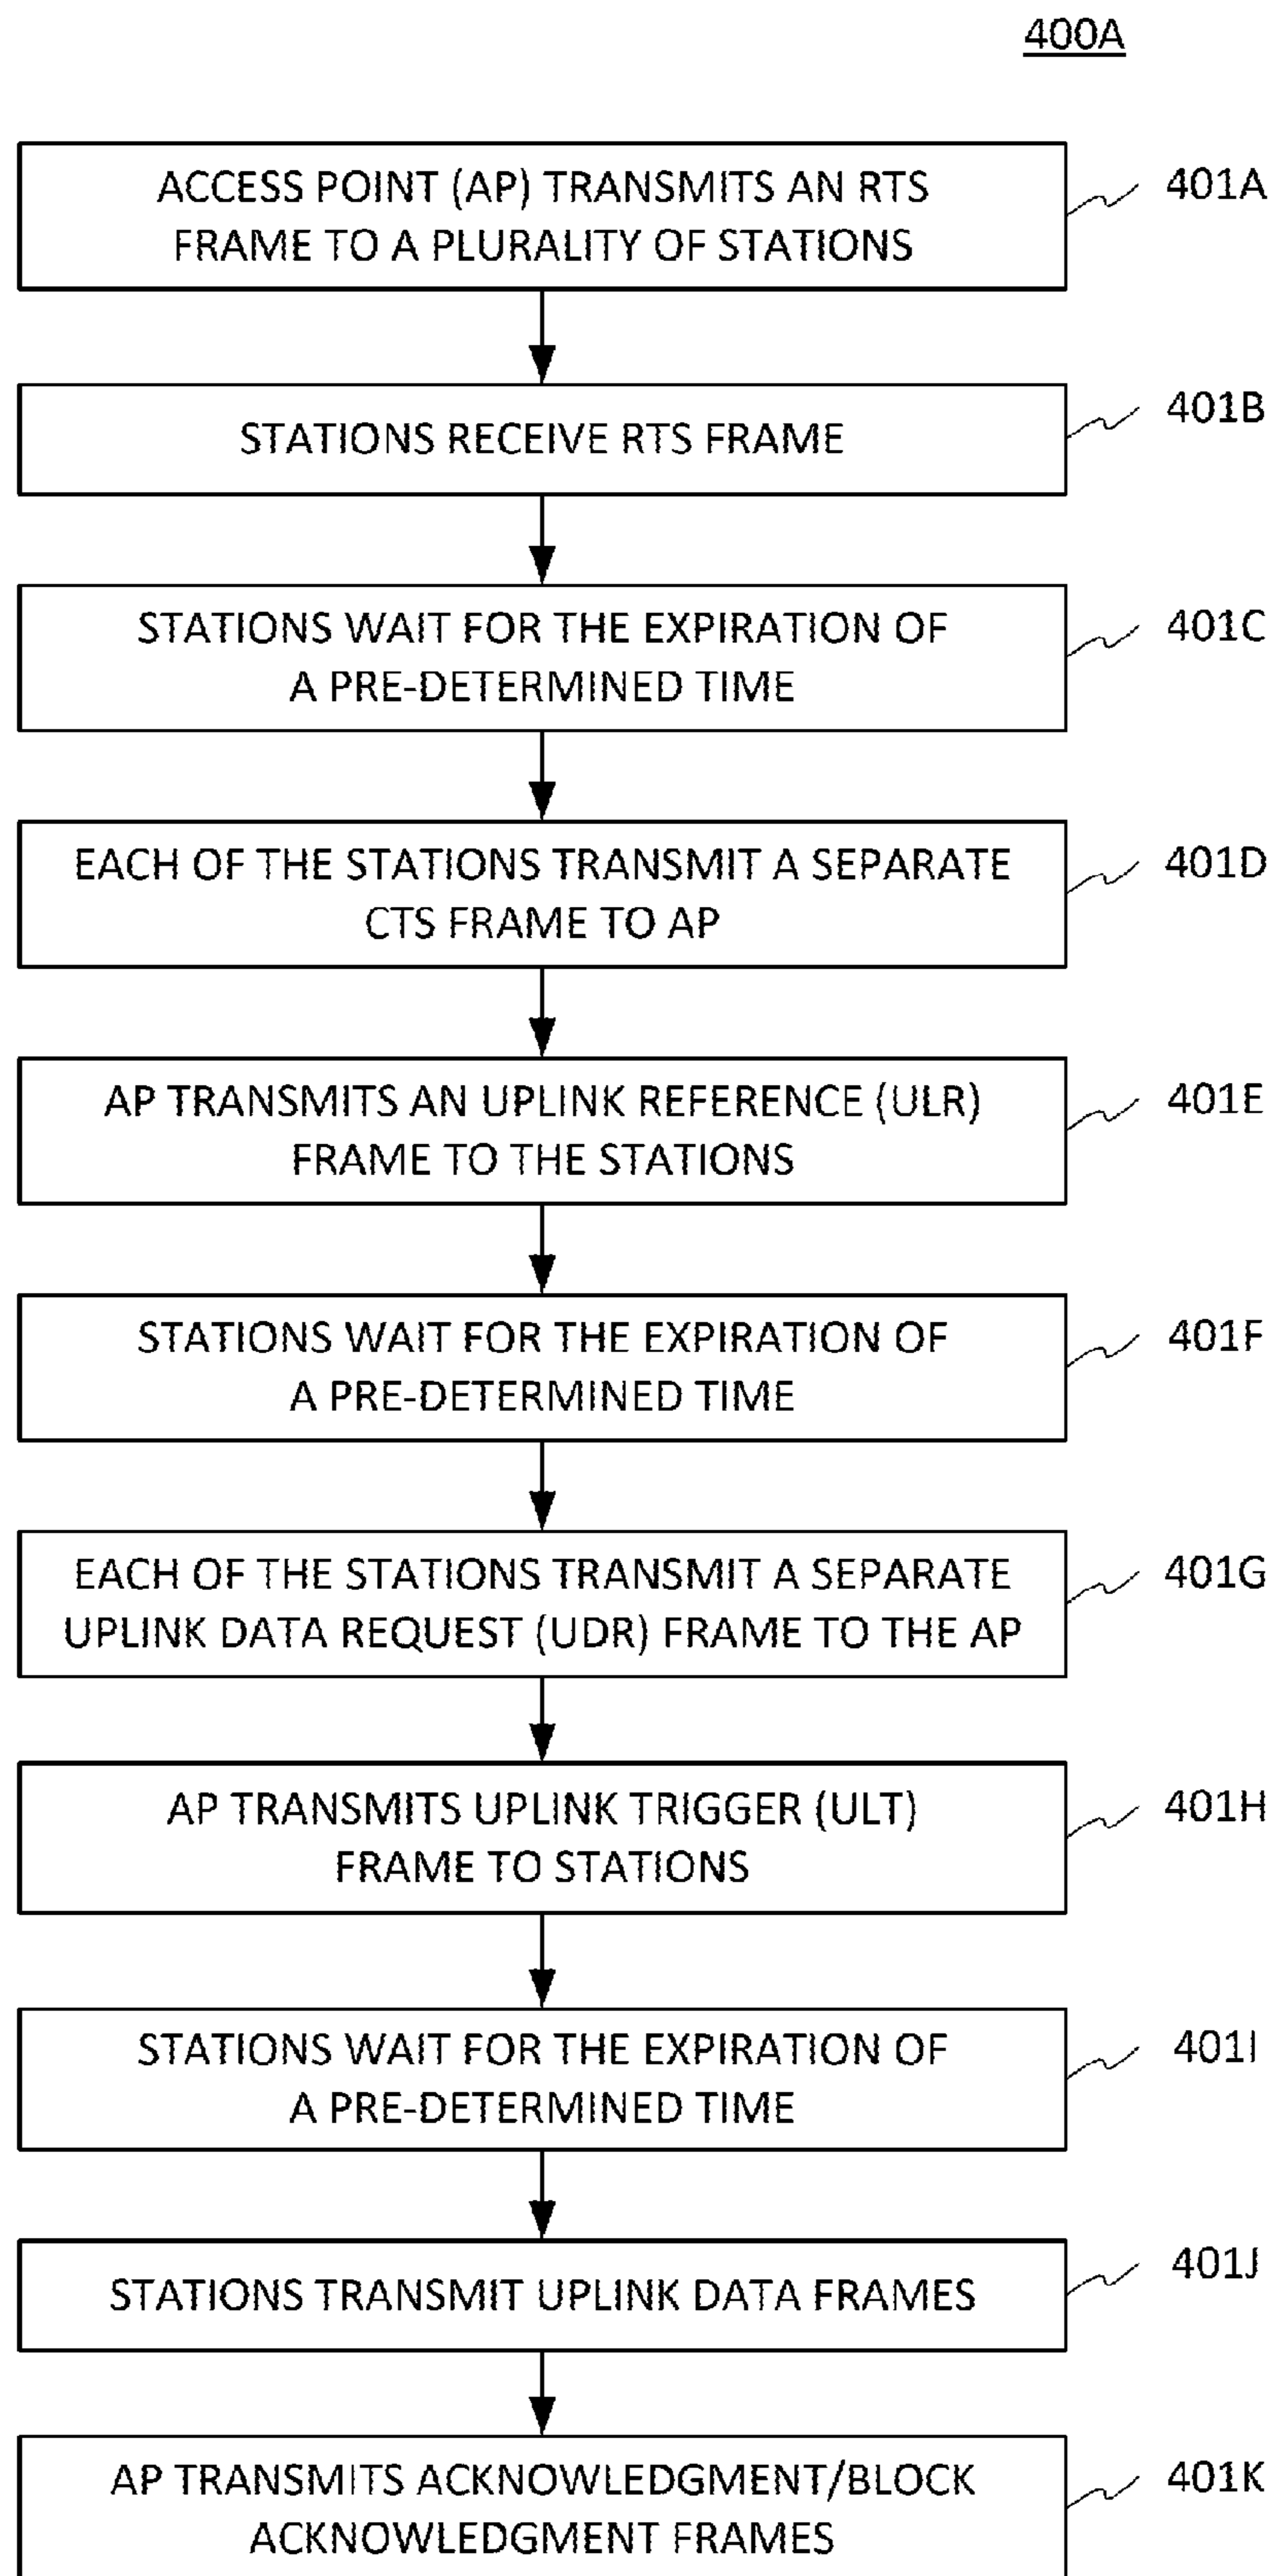 400A
ACCESS POINT (AP) TRANSMITS AN RTS
FRAME TO A PLURALITY OF STATIONS
401A
STATIONS RECEIVE RTS FRAME
401B
STATIONS WAIT FOR THE EXPIRATION OF
A PRE-DETERMINED TIME
401C
EACH OF THE STATIONS TRANSMIT A SEPARATE
CTS FRAME TO AP
401D
AP TRANSMITS AN UPLINK REFERENCE (ULR)
FRAME TO THE STATIONS
401E
STATIONS WAIT FOR THE EXPIRATION OF
A PRE-DETERMINED TIME
401F
EACH OF THE STATIONS TRANSMIT A SEPARATE
UPLINK DATA REQUEST (UDR) FRAME TO THE AP
401G
AP TRANSMITS UPLINK TRIGGER (ULT)
FRAME TO STATIONS
401H
STATIONS WAIT FOR THE EXPIRATION OF
A PRE-DETERMINED TIME
401I
STATIONS TRANSMIT UPLINK DATA FRAMES
401J
AP TRANSMITS ACKNOWLEDGMENT/BLOCK
ACKNOWLEDGMENT FRAMES
401K